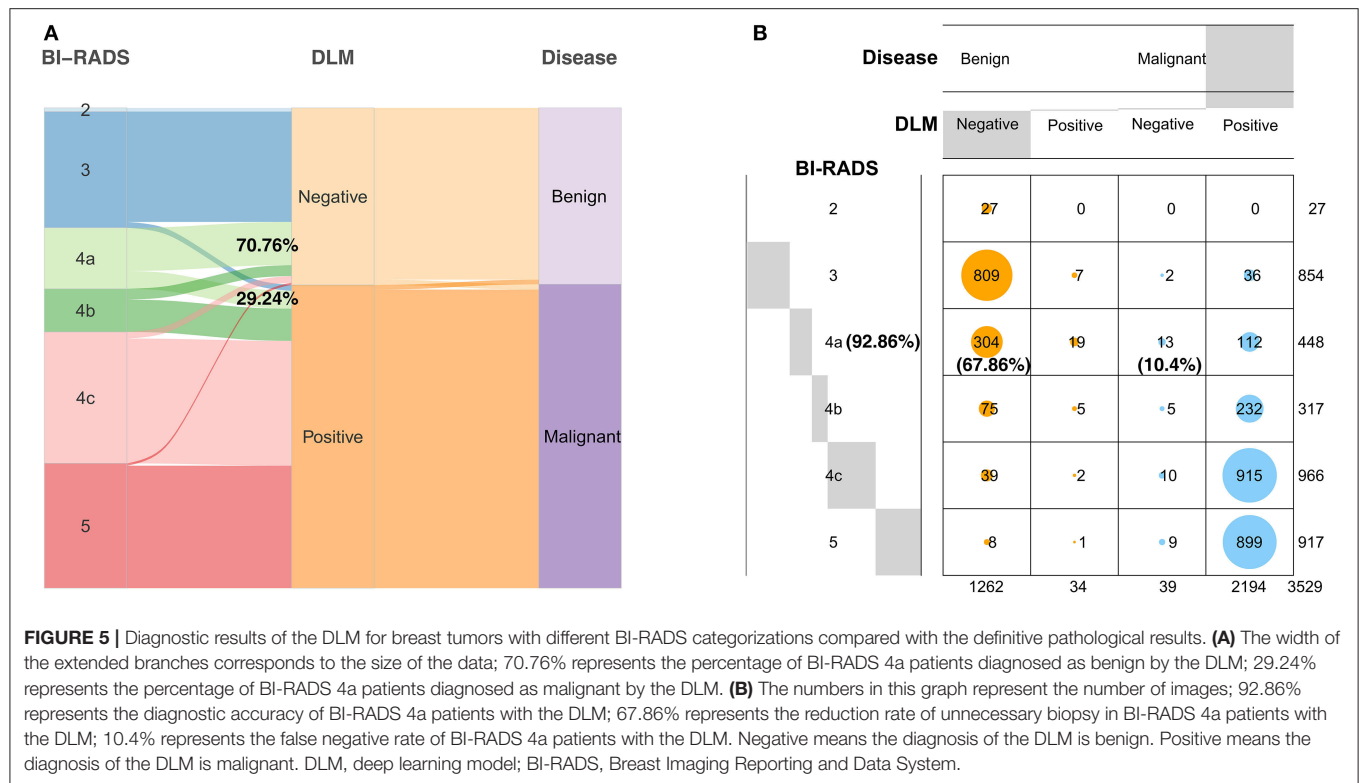 A
BI–RADS DLM Disease
2
3
4a
4b
4c
5
Negative
Positive
70.76%
29.24%
Benign
Malignant
B
Disease Benign Malignant
DLM Negative Positive Negative Positive
BI-RADS
2 27 0 0 0 27
3 809 7 2 36 854
4a (92.86%) 304 19 13 112 448
(67.86%) (10.4%)
4b 75 5 5 232 317
4c 39 2 10 915 966
5 8 1 9 899 917
1262 34 39 2194 3529
FIGURE 5 | Diagnostic results of the DLM for breast tumors with different BI-RADS categorizations compared with the definitive pathological results. (A) The width of
the extended branches corresponds to the size of the data; 70.76% represents the percentage of BI-RADS 4a patients diagnosed as benign by the DLM; 29.24%
represents the percentage of BI-RADS 4a patients diagnosed as malignant by the DLM. (B) The numbers in this graph represent the number of images; 92.86%
represents the diagnostic accuracy of BI-RADS 4a patients with the DLM; 67.86% represents the reduction rate of unnecessary biopsy in BI-RADS 4a patients with
the DLM; 10.4% represents the false negative rate of BI-RADS 4a patients with the DLM. Negative means the diagnosis of the DLM is benign. Positive means the
diagnosis of the DLM is malignant. DLM, deep learning model; BI-RADS, Breast Imaging Reporting and Data System.